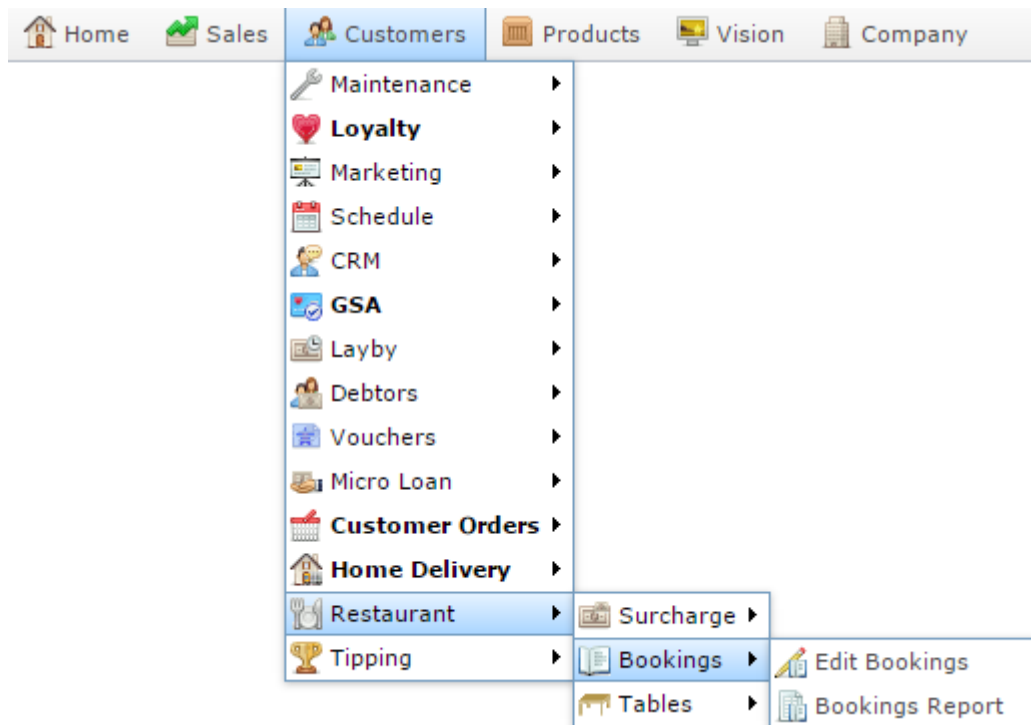 Home Sales Customers Products Vision Company
Maintenance
Loyalty
Marketing
Schedule
CRM
GSA
Layby
Debtors
Vouchers
Micro Loan
Customer Orders
Home Delivery
Restaurant Surcharge
Tipping Bookings Edit Bookings
Tables Bookings Report